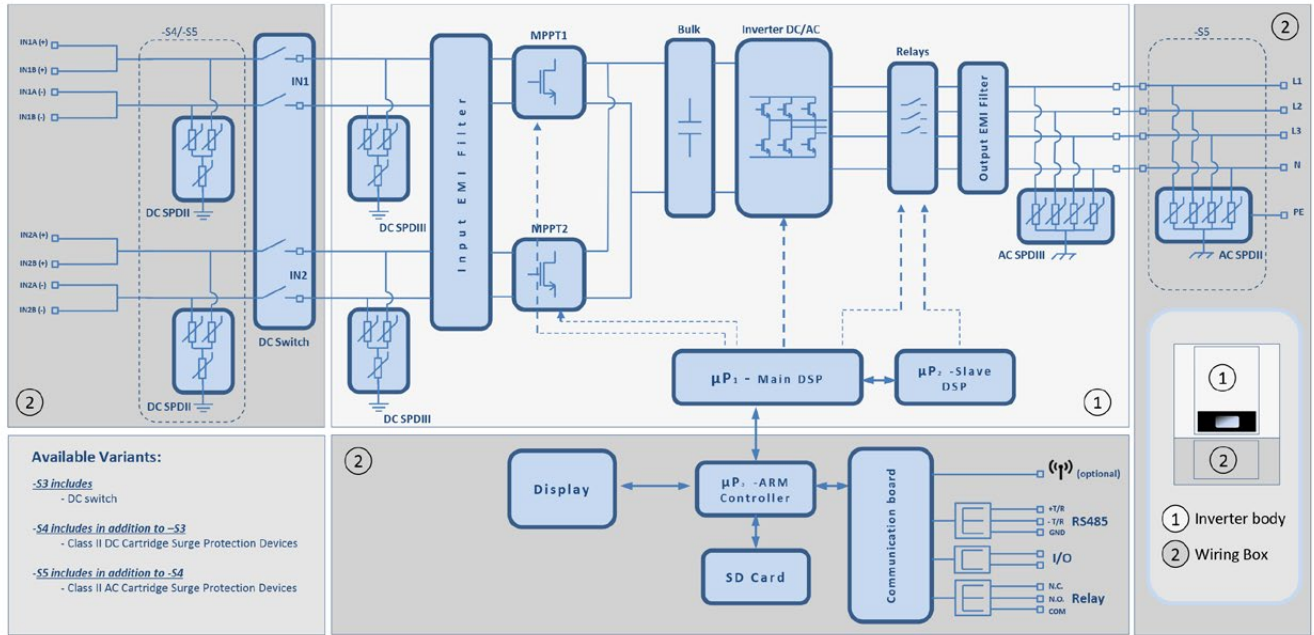 IN1A (+)
IN1B (+)
IN1A (-)
IN1B (-)
-S4/-S5
DC SPDII
IN1
IN2A (+)
IN2B (+)
IN2A (-)
IN2B (-)
DC SPDII
IN2
DC Switch
2
DC SPDIII
DC SPDIII
Input EMI Filter
MPPT1
MPPT2
Bulk
Inverter DC/AC
Relays
Output EMI Filter
AC SPDIII
µP₁ - Main DSP
µP₂ -Slave
DSP
1
2
-S5
L1
L2
L3
N
PE
AC SPDII
1
2
1 Inverter body
2 Wiring Box
Available Variants:
-S3 includes
- DC switch
-S4 includes in addition to –S3
- Class II DC Cartridge Surge Protection Devices
-S5 includes in addition to -S4
- Class II AC Cartridge Surge Protection Devices
2
Display
-ARM
Controller
SD Card
Communication board
(optional)
+T/R
- T/R
GND
RS485
I/O
N.C.
N.O.
COM
Relay